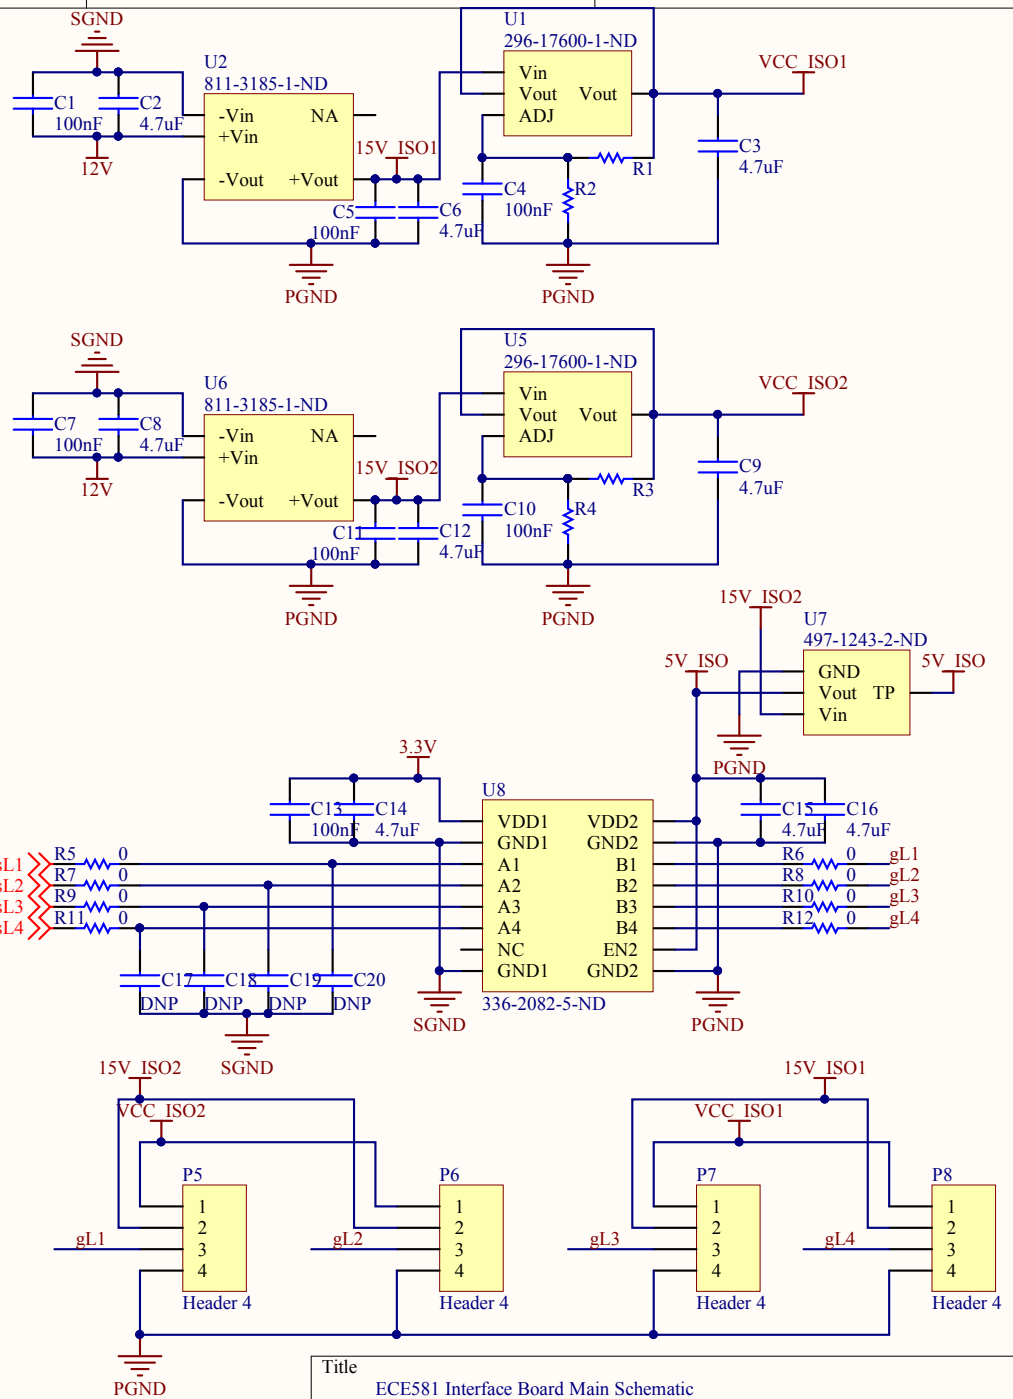 SGND
U2
811-3185-1-ND
C1
100nF
C2
4.7uF
12V
-Vin
+Vin
NA
-Vout
+Vout
15V_ISO1
C5
100nF
C6
4.7uF
PGND
U1
296-17600-1-ND
Vin
Vout
ADJ
Vout
VCC_ISO1
R1
R2
C4
100nF
C3
4.7uF
PGND
SGND
U6
811-3185-1-ND
C7
100nF
C8
4.7uF
12V
-Vin
+Vin
NA
-Vout
+Vout
15V_ISO2
C11
100nF
C12
4.7uF
PGND
U5
296-17600-1-ND
Vin
Vout
ADJ
Vout
VCC_ISO2
R3
R4
C10
100nF
C9
4.7uF
PGND
15V_ISO2
U7
497-1243-2-ND
5V_ISO
GND
Vout
Vin
TP
5V_ISO
PGND
3.3V
C13
100nF
C14
4.7uF
U8
VDD1
GND1
A1
A2
A3
A4
NC
GND1
VDD2
GND2
B1
B2
B3
B4
EN2
GND2
336-2082-5-ND
C15
4.7uF
C16
4.7uF
sL1
R5 0
sL2
R7 0
sL3
R9 0
sL4
R11 0
R6 0 gL1
R8 0 gL2
R10 0 gL3
R12 0 gL4
C17
DNP
C18
DNP
C19
DNP
C20
DNP
SGND
SGND
PGND
15V_ISO2
VCC_ISO2
P5
1
2
3
4
gL1
Header 4
P6
1
2
3
4
gL2
Header 4
15V_ISO1
VCC_ISO1
P7
1
2
3
4
gL3
Header 4
P8
1
2
3
4
gL4
Header 4
PGND
Title
ECE581 Interface Board Main Schematic